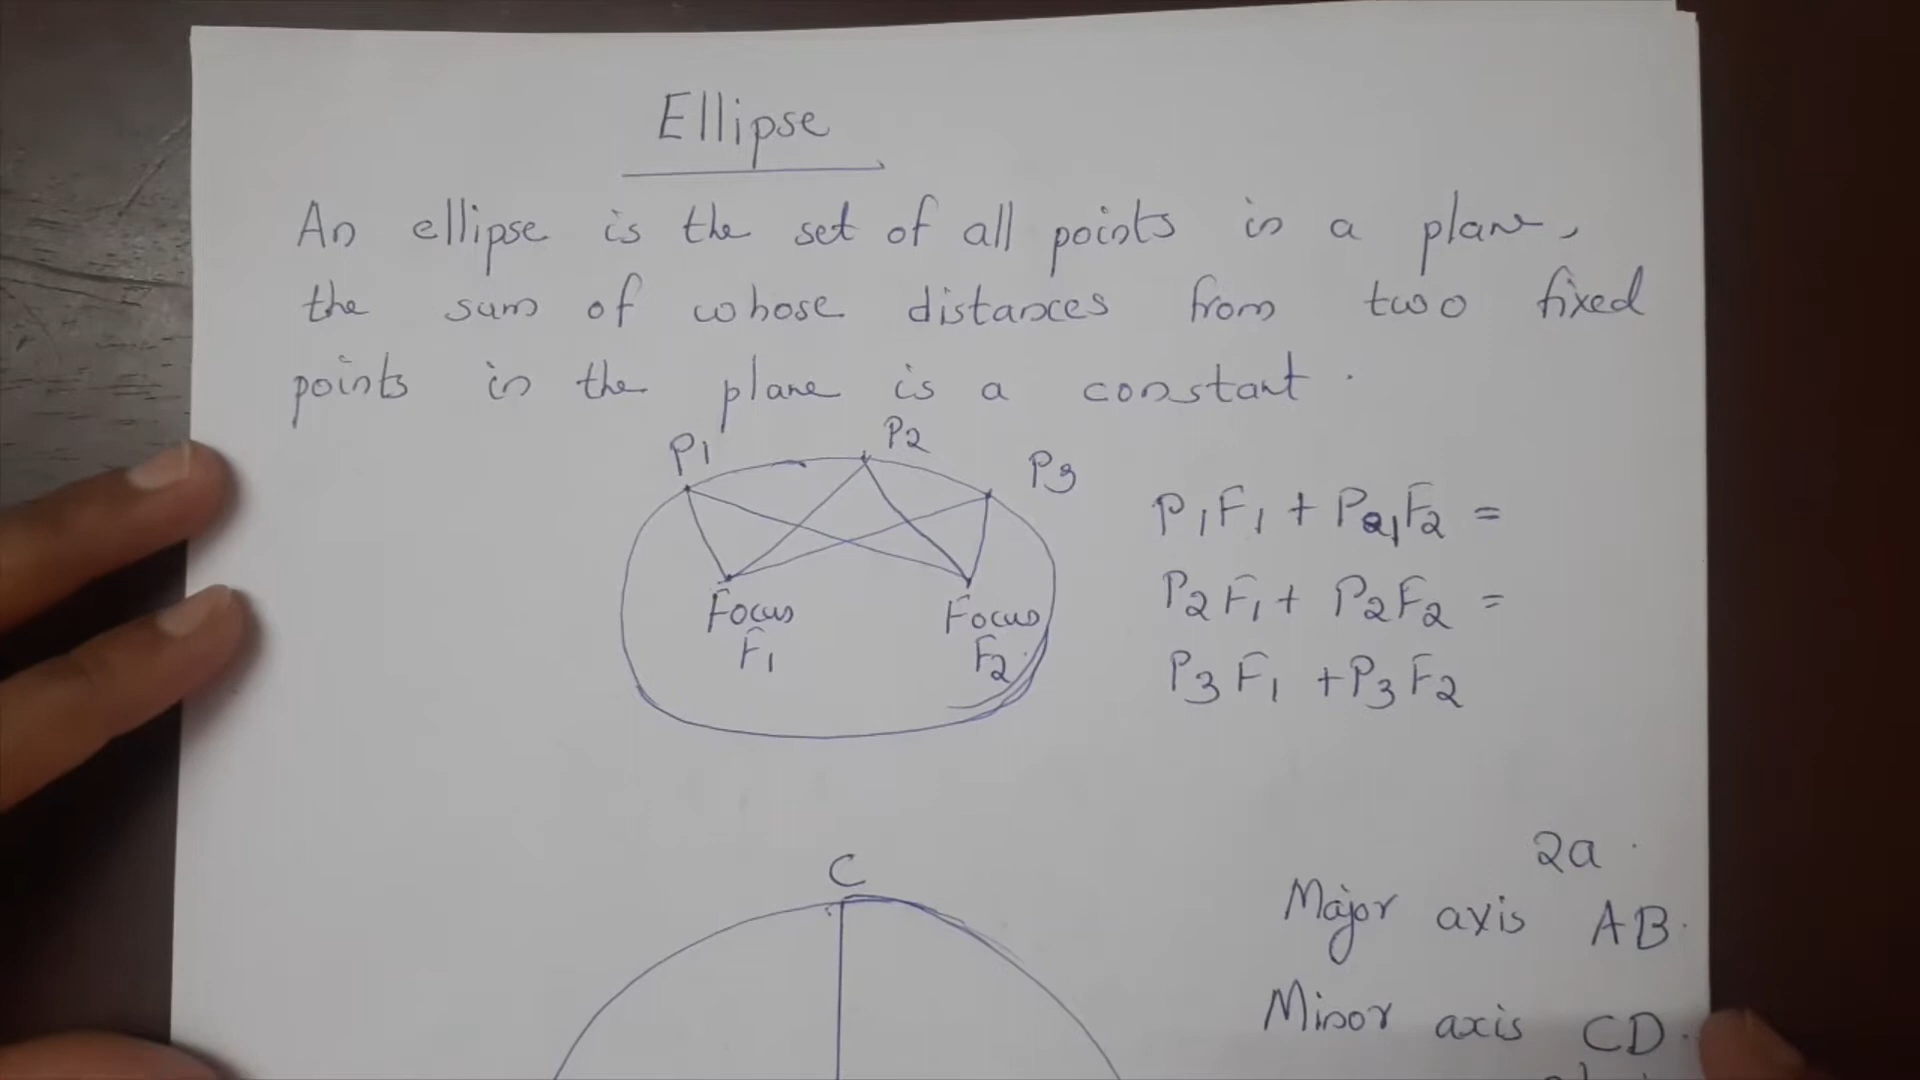 Ellipse
An ellipse is the set of all points in a plane,
the sum of whose distances from two fixed
points in the plane is a constant.
P1 P2 P3
P1F1 + P1F2 =
P2F1 + P2F2 =
P3F1 + P3F2
Focus F1
Focus F2
C
2a
Major axis AB.
Minor axis CD.